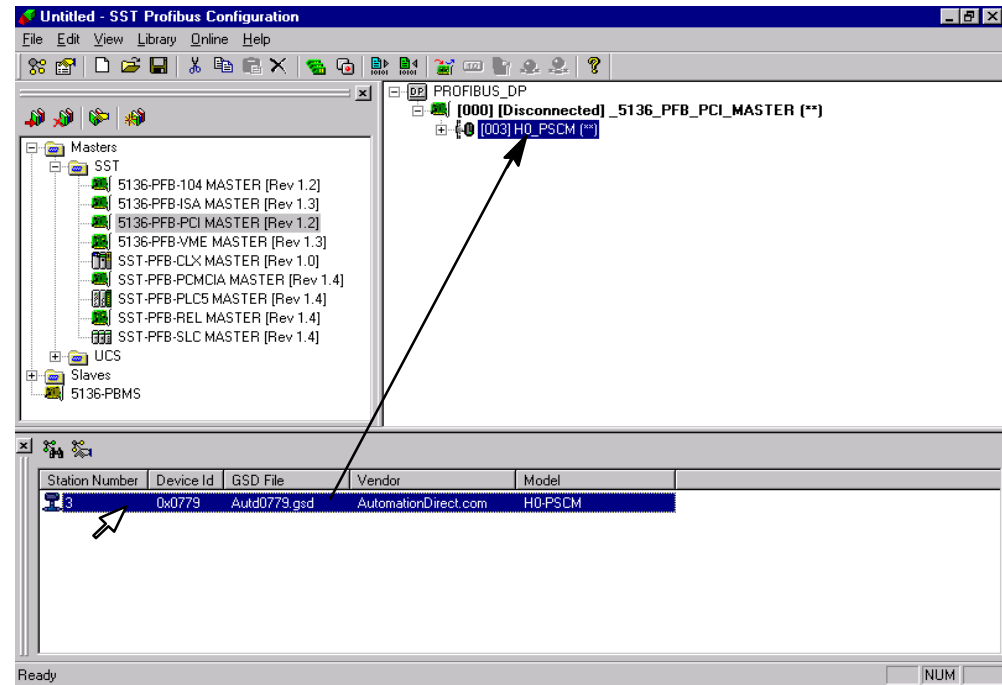 Untitled - SST Profibus Configuration
File Edit View Library Online Help
PROFIBUS_DP
[000] [Disconnected] _5136_PFB_PCI_MASTER (**)
[003] H0_PSCM (**)
Masters
SST
5136-PFB-104 MASTER [Rev 1.2]
5136-PFB-ISA MASTER [Rev 1.3]
5136-PFB-PCI MASTER [Rev 1.2]
5136-PFB-VME MASTER [Rev 1.3]
SST-PFB-CLX MASTER [Rev 1.0]
SST-PFB-PCMCIA MASTER [Rev 1.4]
SST-PFB-PLC5 MASTER [Rev 1.4]
SST-PFB-REL MASTER [Rev 1.4]
SST-PFB-SLC MASTER [Rev 1.4]
UCS
Slaves
5136-PBMS
Station Number Device Id GSD File Vendor Model
3 0x0779 Autd0779.gsd AutomationDirect.com H0-PSCM
Ready NUM